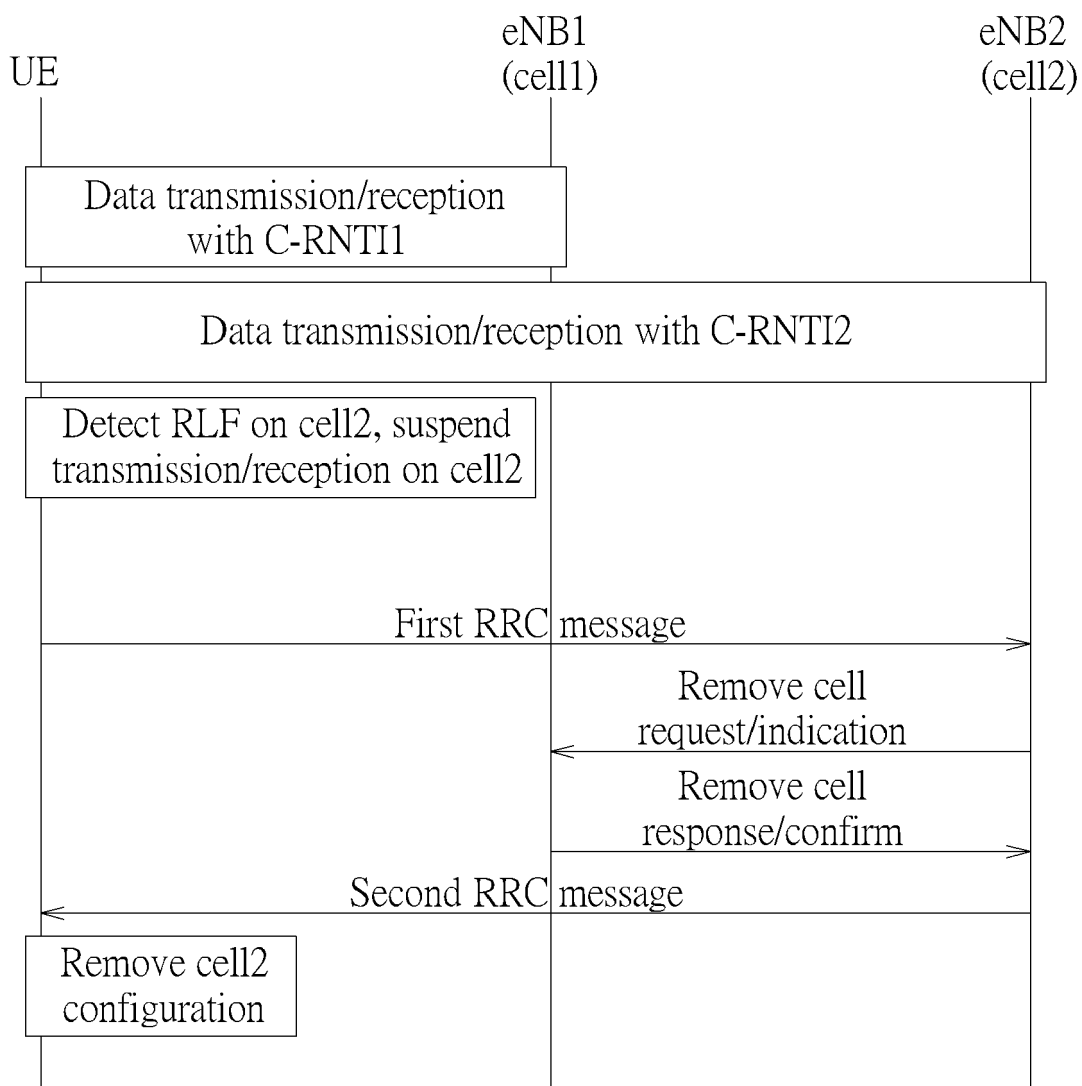 eNB1
(cell1)
eNB2
(cell2)
UE
Data transmission/reception
with C-RNTI1
Data transmission/reception with C-RNTI2
Detect RLF on cell2, suspend
transmission/reception on cell2
First RRC message
Remove cell
request/indication
Remove cell
response/confirm
Second RRC message
Remove cell2
configuration